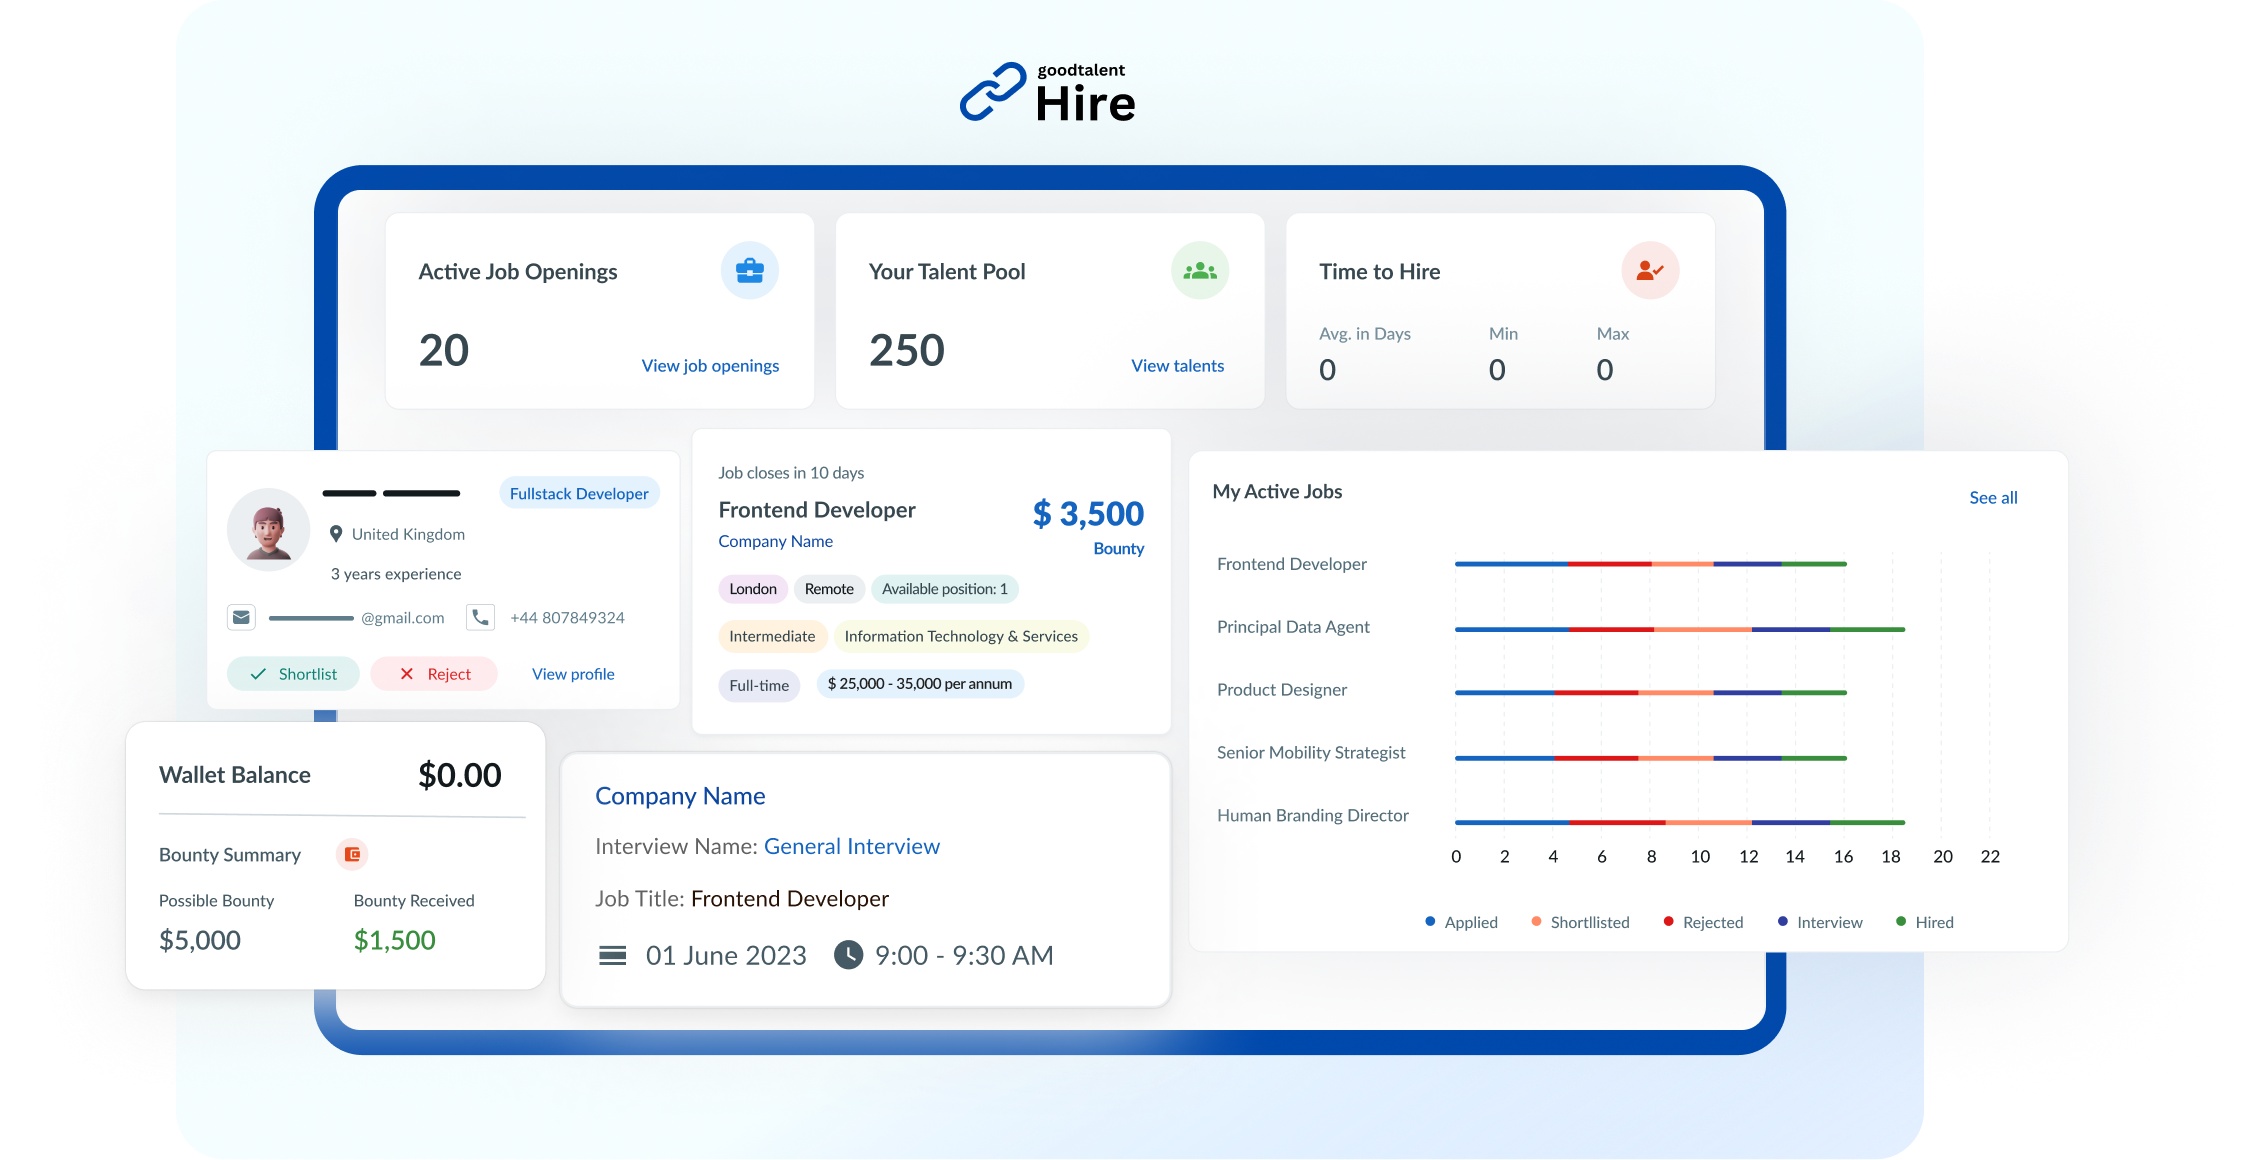 goodtalent
Hire
Active Job Openings
20
View job openings
Your Talent Pool
250
View talents
Time to Hire
Avg. in Days
Min
Max
0
0
0
Fullstack Developer
United Kingdom
3 years experience
@gmail.com
+44 807849324
Shortlist
Reject
View profile
Job closes in 10 days
Frontend Developer
$ 3,500
Company Name
Bounty
London
Remote
Available position: 1
Intermediate
Information Technology & Services
Full-time
$ 25,000 - 35,000 per annum
My Active Jobs
See all
Frontend Developer
Principal Data Agent
Product Designer
Senior Mobility Strategist
Human Branding Director
0 2 4 6 8 10 12 14 16 18 20 22
Applied
Shortllisted
Rejected
Interview
Hired
Wallet Balance
$0.00
Bounty Summary
Possible Bounty
Bounty Received
$5,000
$1,500
Company Name
Interview Name: General Interview
Job Title: Frontend Developer
01 June 2023
9:00 - 9:30 AM